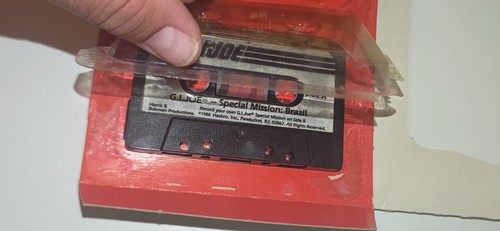 G.I.JOE
G.I.JOE® — Special Mission: Brazil
Record your own G.I.Joe® Special Mission on Side B
©1986 Hasbro, Inc., Pawtucket, R.I. 02862. All Rights Reserved.
Productions.